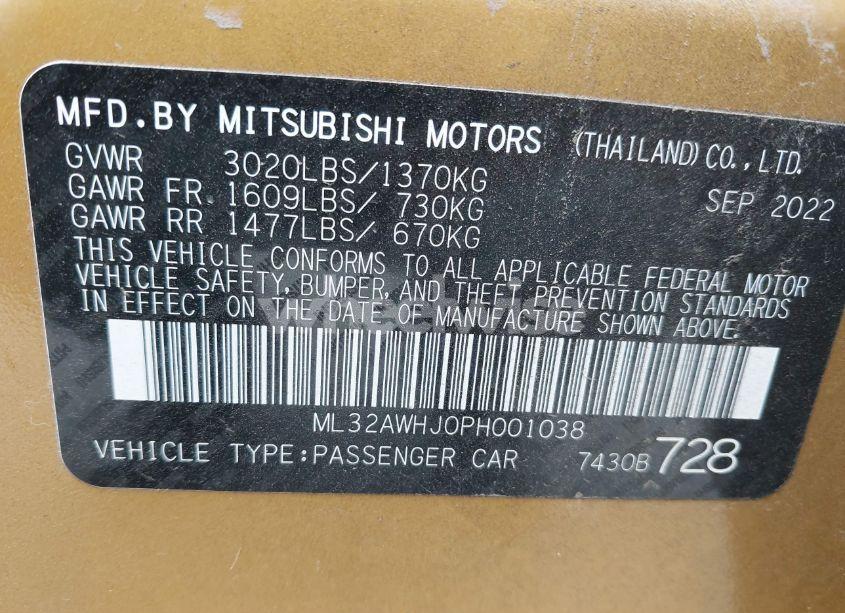 MFD.BY MITSUBISHI MOTORS (THAILAND)CO.,LTD.
GVWR 3020LBS/1370KG SEP 2022
GAWR FR 1609LBS/ 730KG
GAWR RR 1477LBS/ 670KG
THIS VEHICLE CONFORMS TO ALL APPLICABLE FEDERAL MOTOR
VEHICLE SAFETY, BUMPER, AND THEFT PREVENTION STANDARDS
IN EFFECT ON THE DATE OF MANUFACTURE SHOWN ABOVE.
ML32AWHJ0PH001038
VEHICLE TYPE:PASSENGER CAR 7430B 728